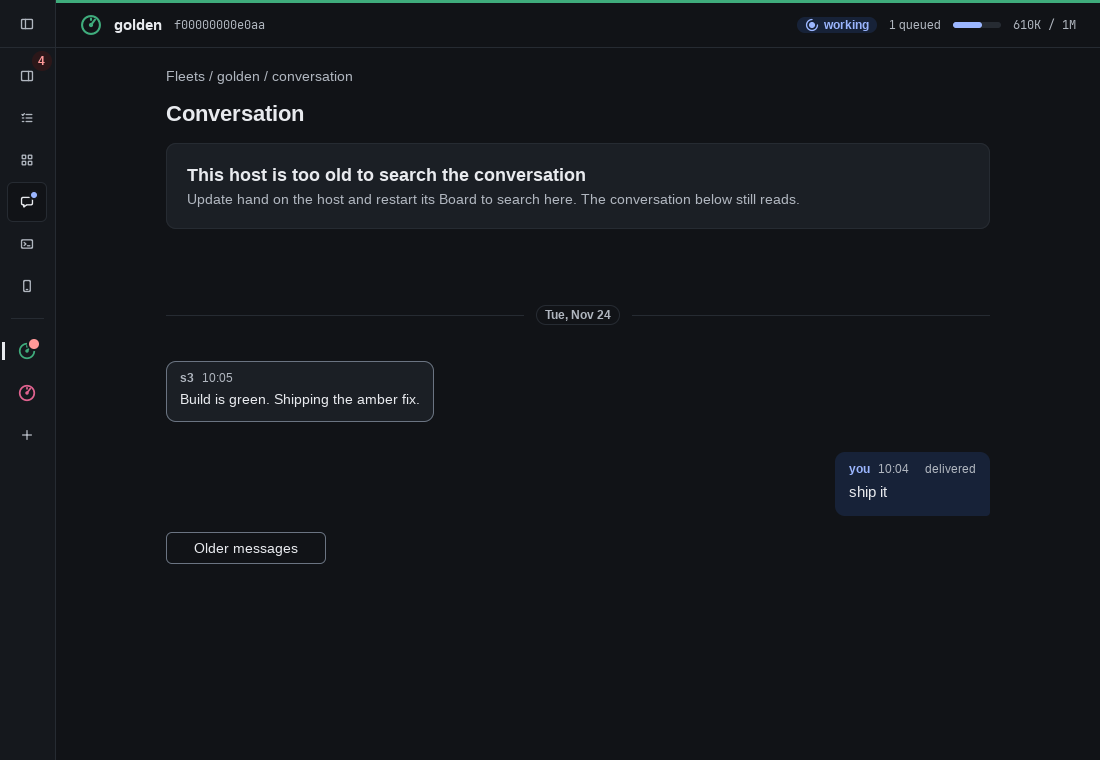 golden f00000000e0aa working 1 queued 610K / 1M
4
Fleets / golden / conversation
Conversation
This host is too old to search the conversation
Update hand on the host and restart its Board to search here. The conversation below still reads.
Tue, Nov 24
s3 10:05
Build is green. Shipping the amber fix.
you 10:04 delivered
ship it
Older messages